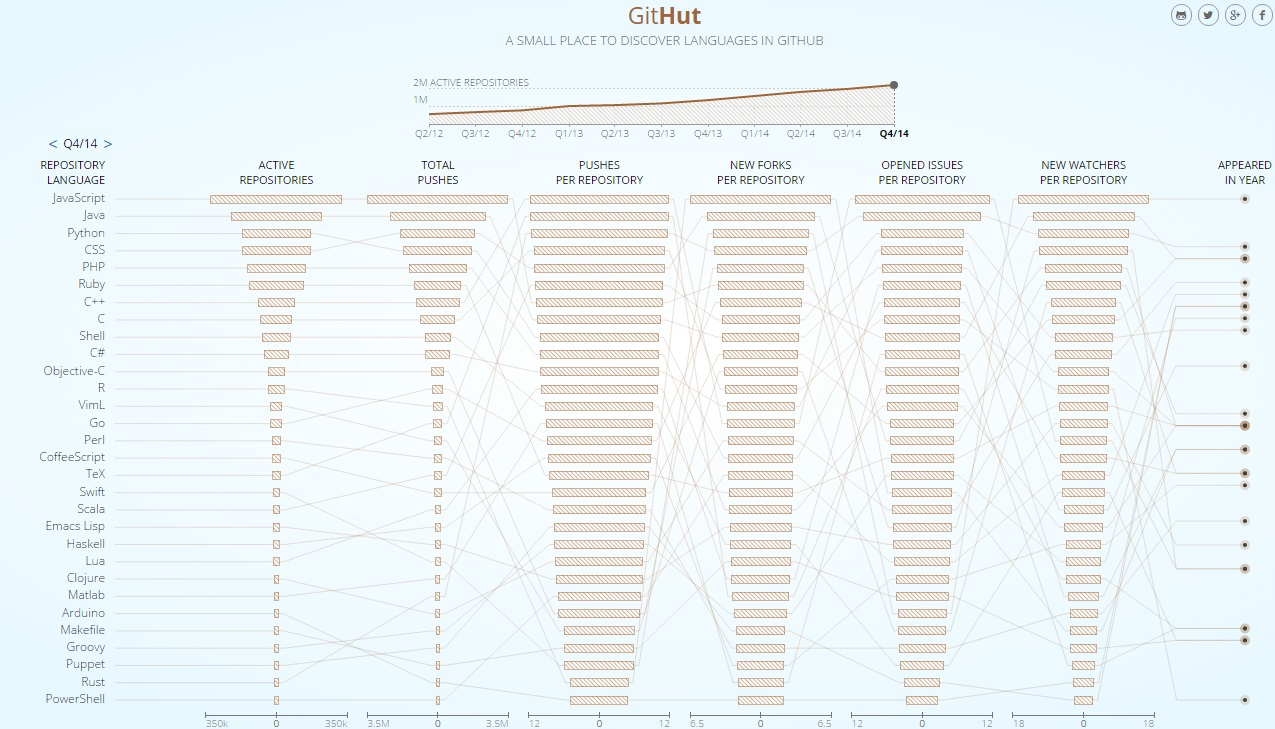 GitHut
A SMALL PLACE TO DISCOVER LANGUAGES IN GITHUB
2M ACTIVE REPOSITORIES
1M
Q2/12 Q3/12 Q4/12 Q1/13 Q2/13 Q3/13 Q4/13 Q1/14 Q2/14 Q3/14 Q4/14
< Q4/14 >
REPOSITORY LANGUAGE
ACTIVE REPOSITORIES
TOTAL PUSHES
PUSHES PER REPOSITORY
NEW FORKS PER REPOSITORY
OPENED ISSUES PER REPOSITORY
NEW WATCHERS PER REPOSITORY
APPEARED IN YEAR
JavaScript
Java
Python
CSS
PHP
Ruby
C++
C
Shell
C#
Objective-C
R
VimL
Go
Perl
CoffeeScript
TeX
Swift
Scala
Emacs Lisp
Haskell
Lua
Clojure
Matlab
Arduino
Makefile
Groovy
Puppet
Rust
PowerShell
350k 0 350k 3.5M 0 3.5M 12 0 12 6.5 0 6.5 12 0 12 18 0 18